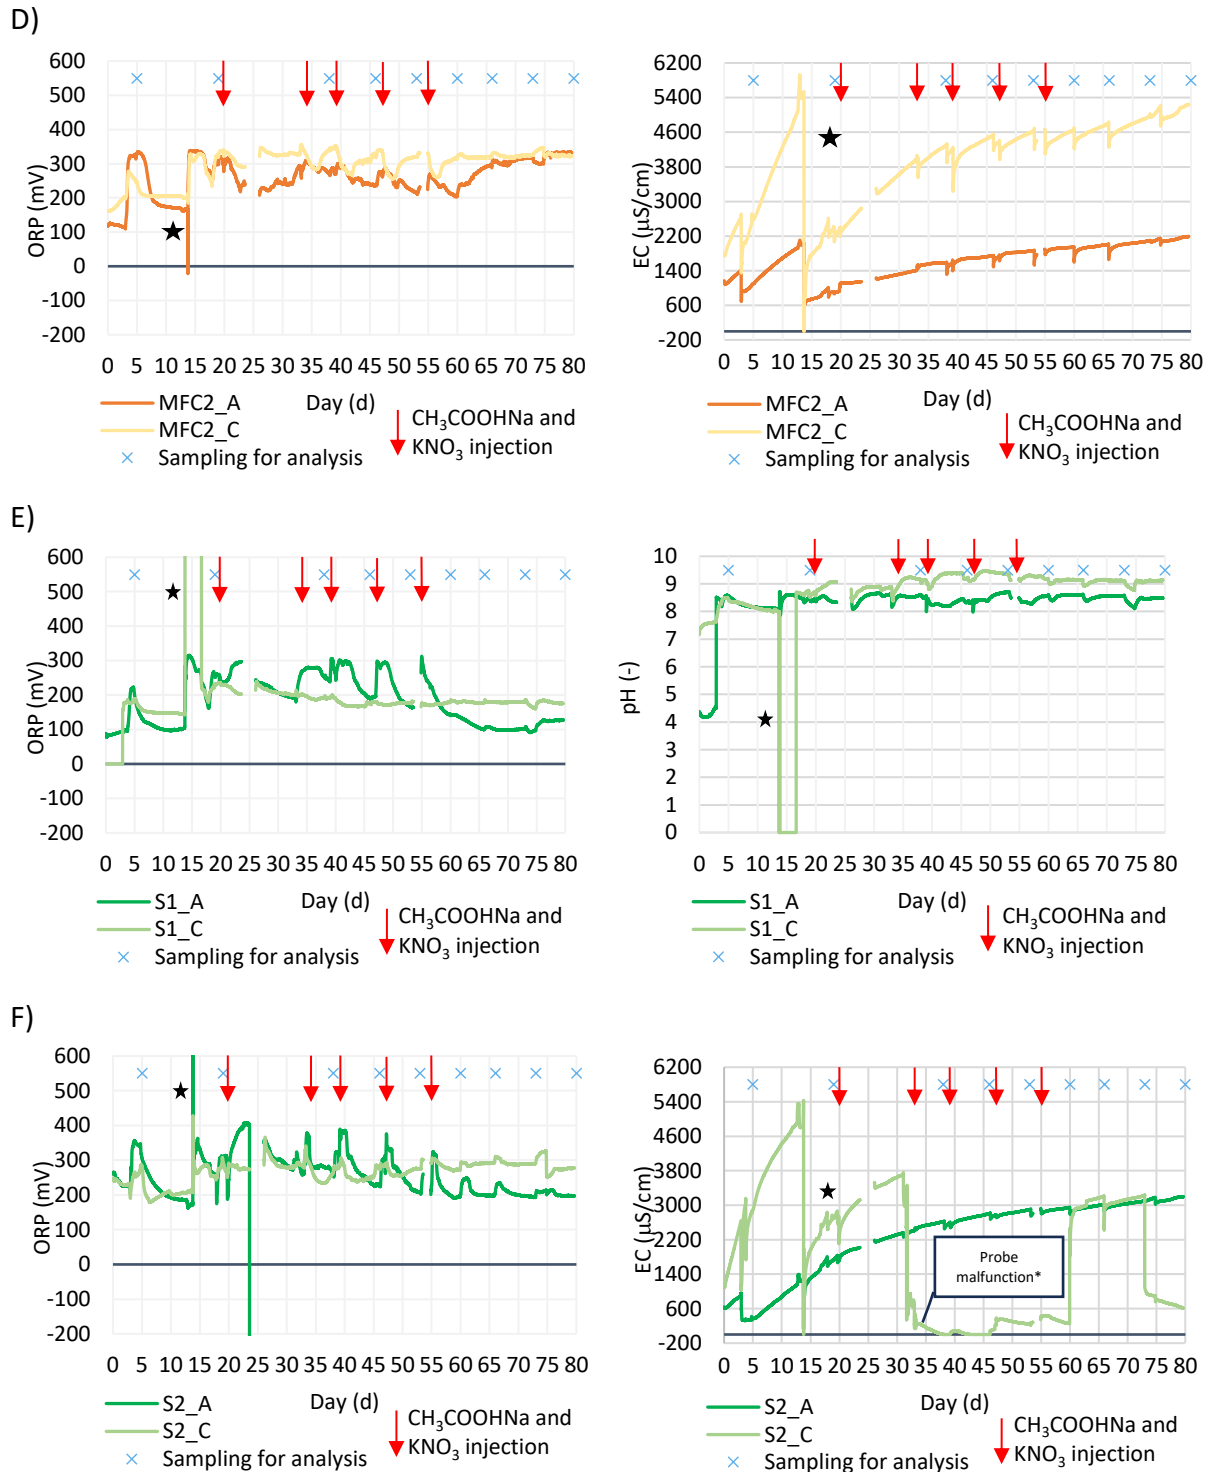 D)
600
500
400
300
200
100
0
-100
-200
ORP (mV)
0 5 10 15 20 25 30 35 40 45 50 55 60 65 70 75 80
Day (d)
MFC2_A
MFC2_C
Sampling for analysis
CH₃COOHNa and
KNO₃ injection
6200
5400
4600
3800
3000
2200
1400
600
-200
EC (µS/cm)
0 5 10 15 20 25 30 35 40 45 50 55 60 65 70 75 80
Day (d)
MFC2_A
MFC2_C
Sampling for analysis
CH₃COOHNa and
KNO₃ injection
E)
600
500
400
300
200
100
0
-100
-200
ORP (mV)
0 5 10 15 20 25 30 35 40 45 50 55 60 65 70 75 80
Day (d)
S1_A
S1_C
Sampling for analysis
CH₃COOHNa and
KNO₃ injection
10
9
8
7
6
5
4
3
2
1
0
pH (-)
0 5 10 15 20 25 30 35 40 45 50 55 60 65 70 75 80
Day (d)
S1_A
S1_C
Sampling for analysis
CH₃COOHNa and
KNO₃ injection
F)
600
500
400
300
200
100
0
-100
-200
ORP (mV)
0 5 10 15 20 25 30 35 40 45 50 55 60 65 70 75 80
Day (d)
S2_A
S2_C
Sampling for analysis
CH₃COOHNa and
KNO₃ injection
6200
5400
4600
3800
3000
2200
1400
600
-200
EC (µS/cm)
Probe
malfunction*
0 5 10 15 20 25 30 35 40 45 50 55 60 65 70 75 80
Day (d)
S2_A
S2_C
Sampling for analysis
CH₃COOHNa and
KNO₃ injection